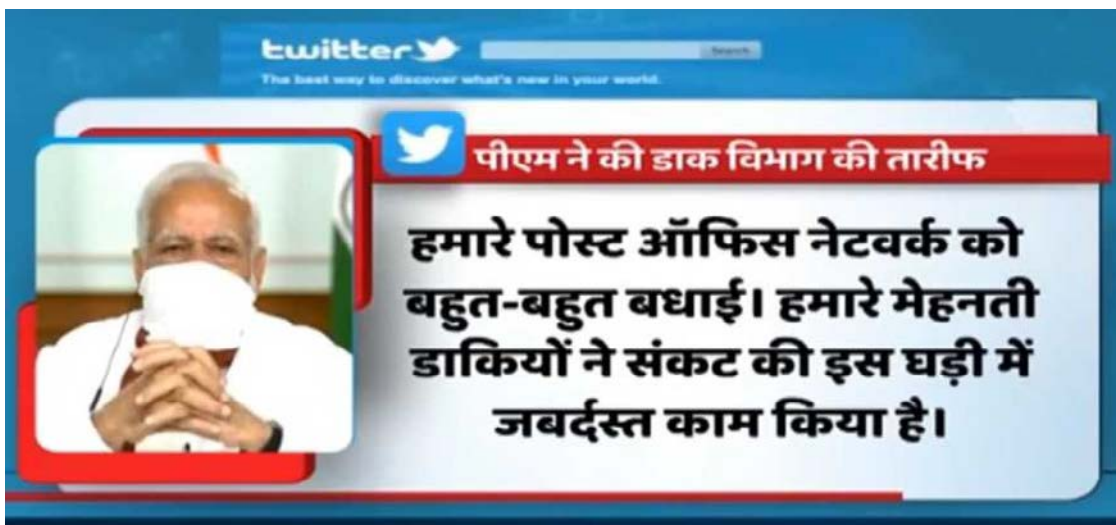 twitter
Search
The best way to discover what's new in your world.
पीएम ने की डाक विभाग की तारीफ
हमारे पोस्ट ऑफिस नेटवर्क को
बहुत-बहुत बधाई। हमारे मेहनती
डाकियों ने संकट की इस घड़ी में
जबर्दस्त काम किया है।